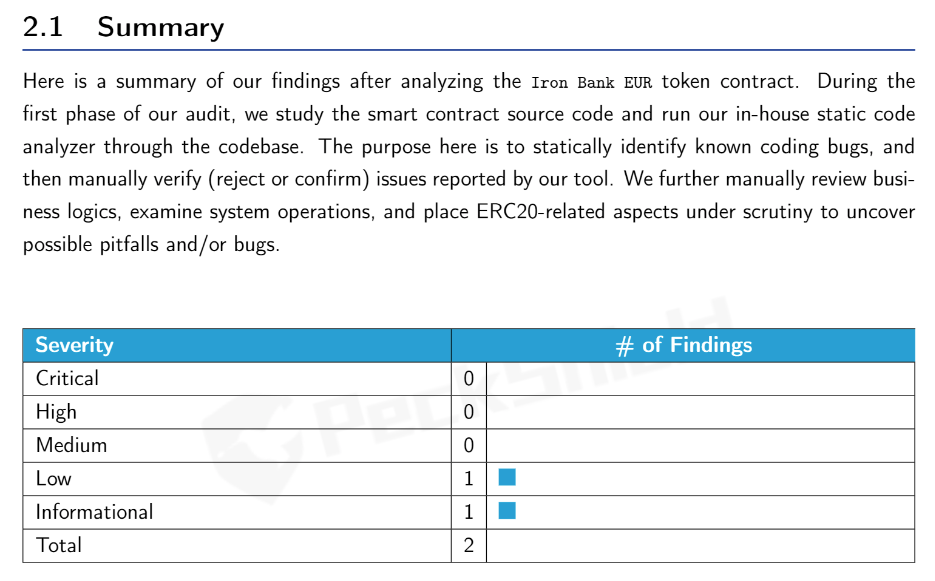 2.1 Summary
Here is a summary of our findings after analyzing the Iron Bank EUR token contract. During the
first phase of our audit, we study the smart contract source code and run our in-house static code
analyzer through the codebase. The purpose here is to statically identify known coding bugs, and
then manually verify (reject or confirm) issues reported by our tool. We further manually review busi-
ness logics, examine system operations, and place ERC20-related aspects under scrutiny to uncover
possible pitfalls and/or bugs.
Severity # of Findings
Critical 0
High 0
Medium 0
Low 1
Informational 1
Total 2
PeckShield